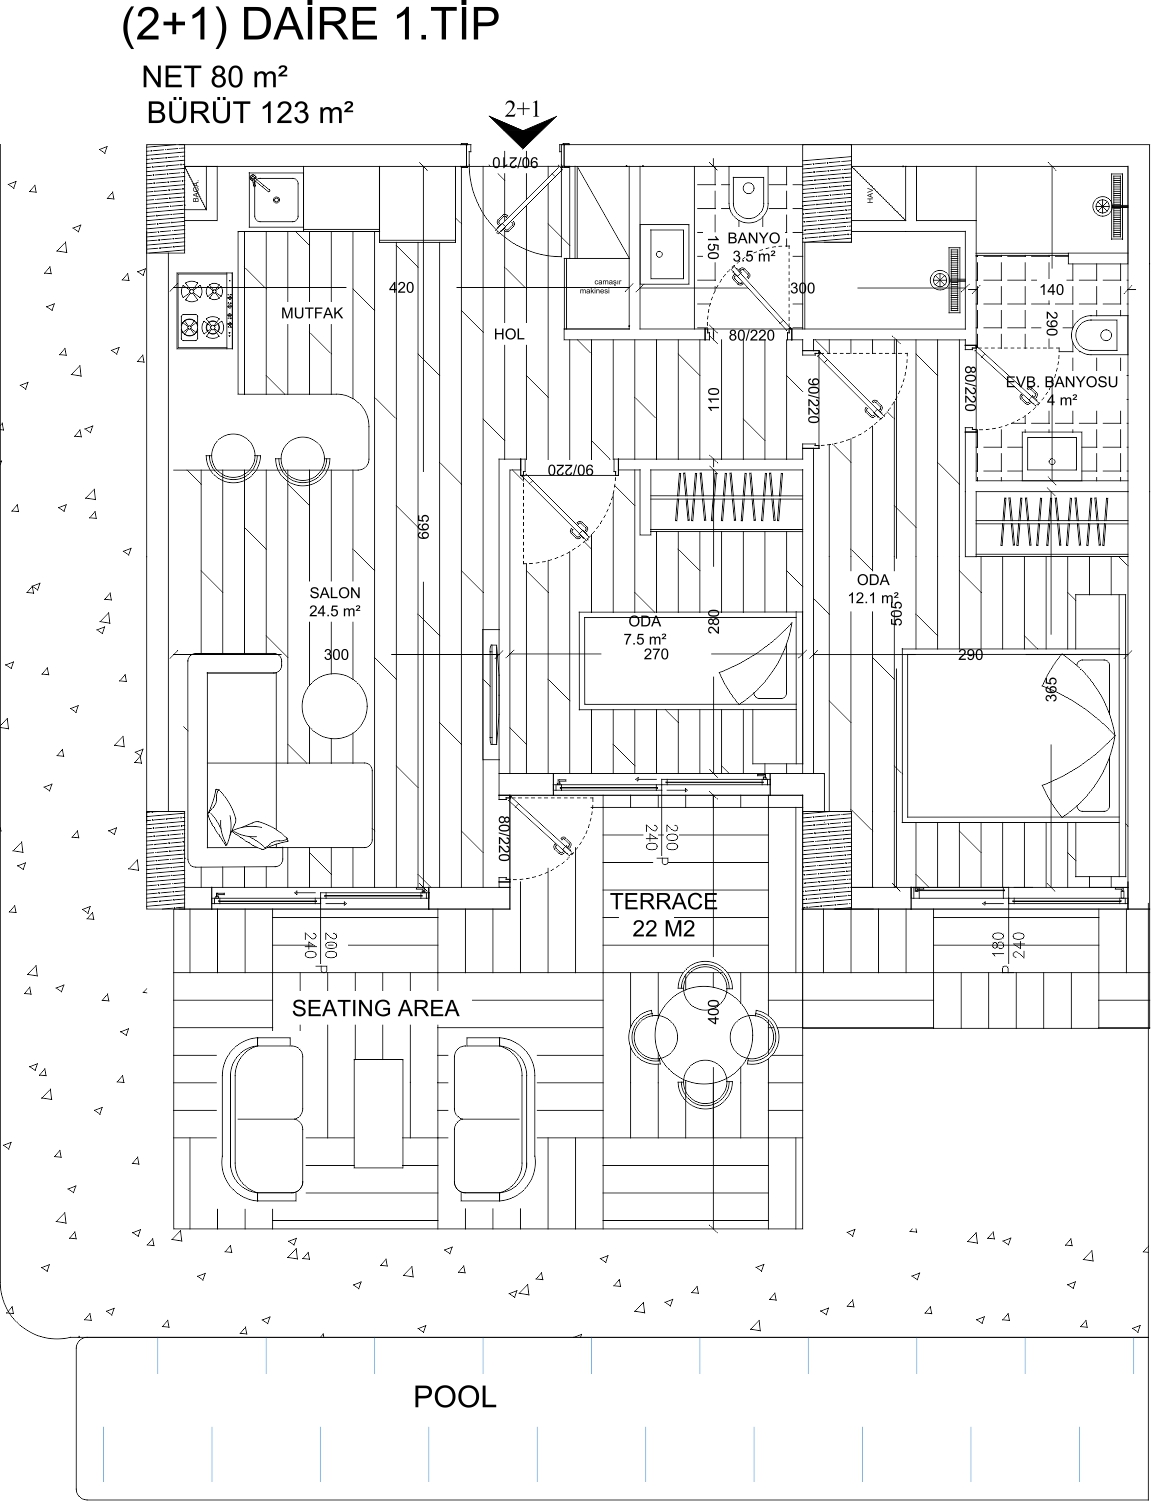 (2+1) DAİRE 1.TİP
NET 80 m²
BÜRÜT 123 m²
2+1
90/210
BACA
HAV.
BANYO
3.5 m²
150
camaşır
makinesi
420
300
140
MUTFAK
HOL
80/220
290
EVB. BANYOSU
4 m²
80/220
90/220
110
90/220
665
SALON
24.5 m²
ODA
12.1 m²
505
ODA
7.5 m²
280
300
270
290
365
80/220
200
240
P
TERRACE
22 M2
200
240
P
180
240
P
SEATING AREA
400
POOL